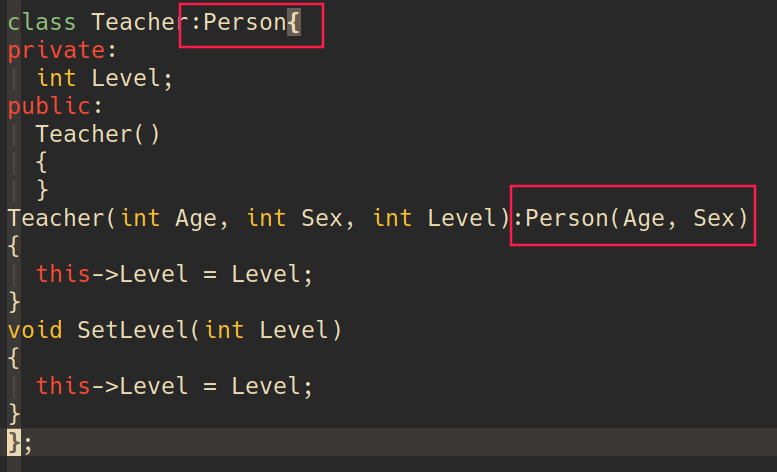 class Teacher:Person{
private:
  int Level;
public:
  Teacher()
  {
  }
Teacher(int Age, int Sex, int Level):Person(Age, Sex)
{
  this->Level = Level;
}
void SetLevel(int Level)
{
  this->Level = Level;
}
};